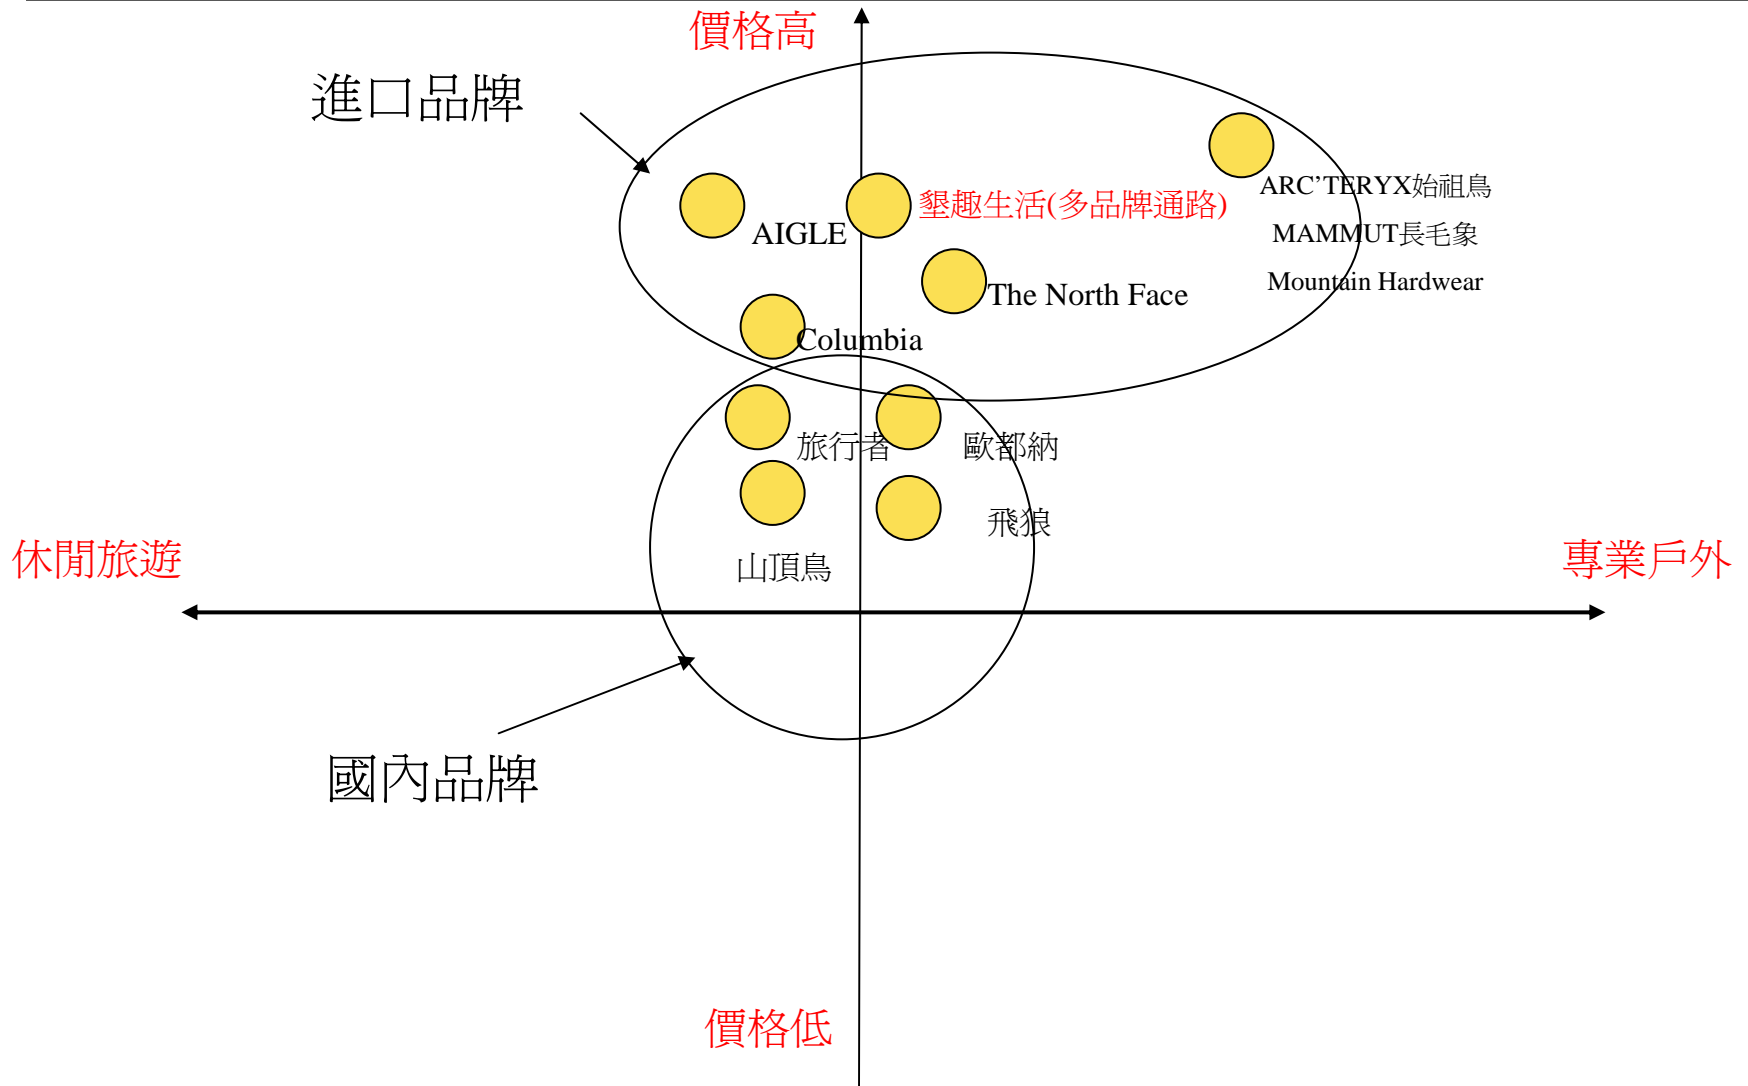 價格高
進口品牌
ARC’TERYX始祖鳥
墾趣生活(多品牌通路)
AIGLE
MAMMUT長毛象
Mountain Hardwear
The North Face
Columbia
旅行者
歐都納
飛狼
休閒旅遊
專業戶外
山頂鳥
國內品牌
價格低